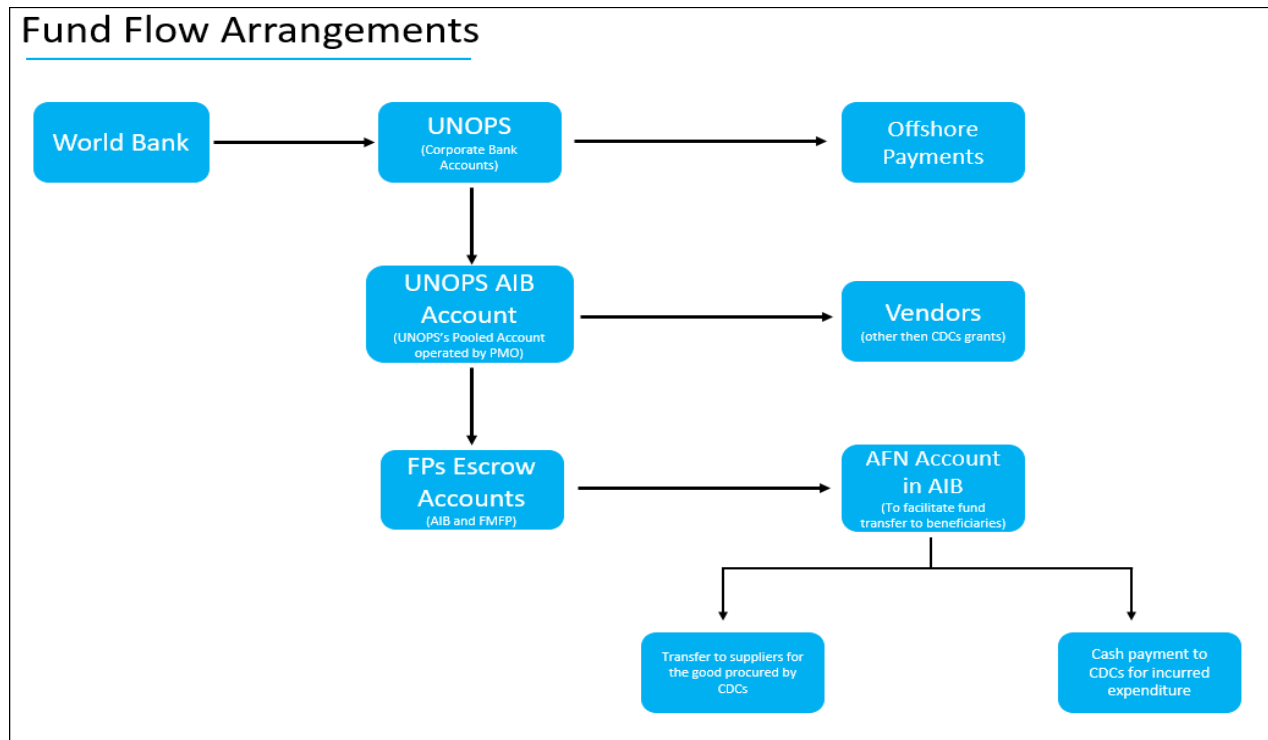 Fund Flow Arrangements
World Bank
UNOPS
(Corporate Bank
Accounts)
Offshore
Payments
UNOPS AIB
Account
(UNOPS's Pooled Account
operated by PMO)
Vendors
(other then CDCs grants)
FPs Escrow
Accounts
(AIB and FMFP)
AFN Account
in AIB
(To facilitate fund
transfer to beneficiaries)
Transfer to suppliers for
the good procured by
CDCs
Cash payment to
CDCs for incurred
expenditure